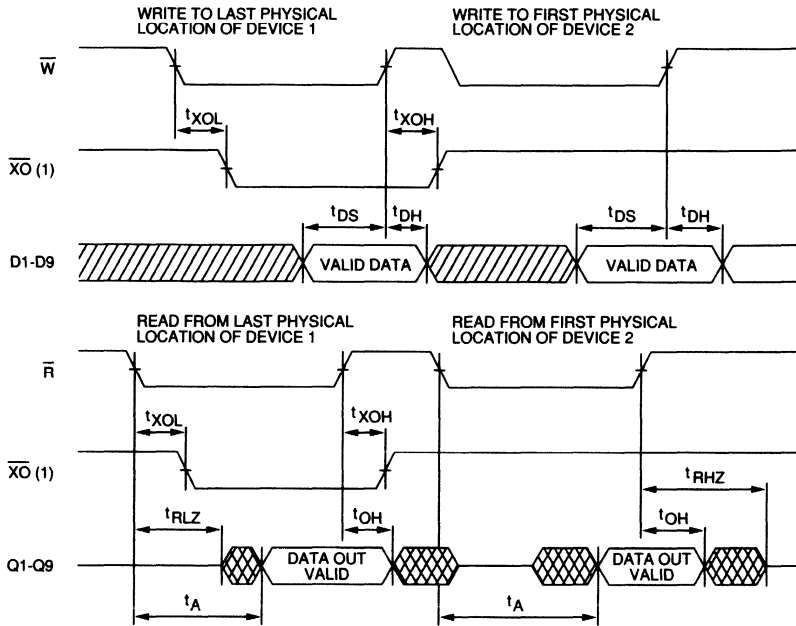 WRITE TO LAST PHYSICAL
LOCATION OF DEVICE 1
WRITE TO FIRST PHYSICAL
LOCATION OF DEVICE 2
W̅
tXOL
tXOH
X̅O̅ (1)
tDS
tDH
tDS
tDH
D1-D9
VALID DATA
VALID DATA
READ FROM LAST PHYSICAL
LOCATION OF DEVICE 1
READ FROM FIRST PHYSICAL
LOCATION OF DEVICE 2
R̅
tXOL
tXOH
X̅O̅ (1)
tRHZ
tRLZ
tOH
tOH
Q1-Q9
DATA OUT
VALID
DATA OUT
VALID
tA
tA